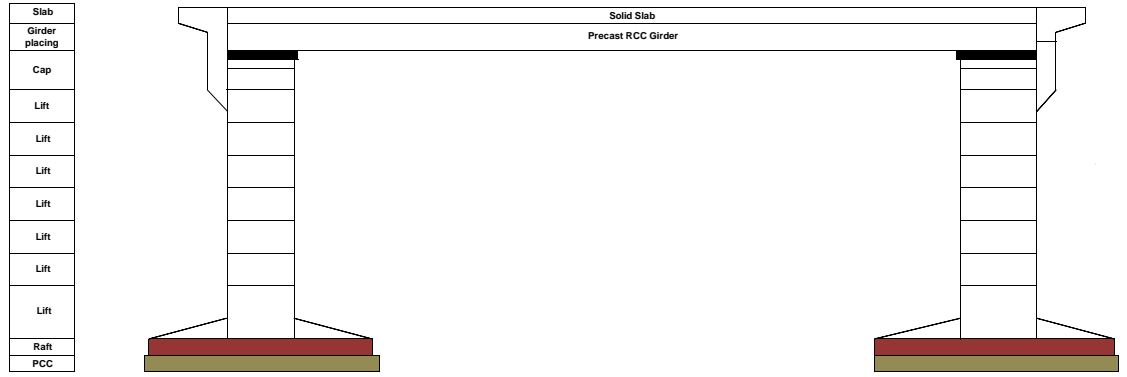 Slab
Girder
placing
Cap
Lift
Lift
Lift
Lift
Lift
Lift
Lift
Raft
PCC
Solid Slab
Precast RCC Girder